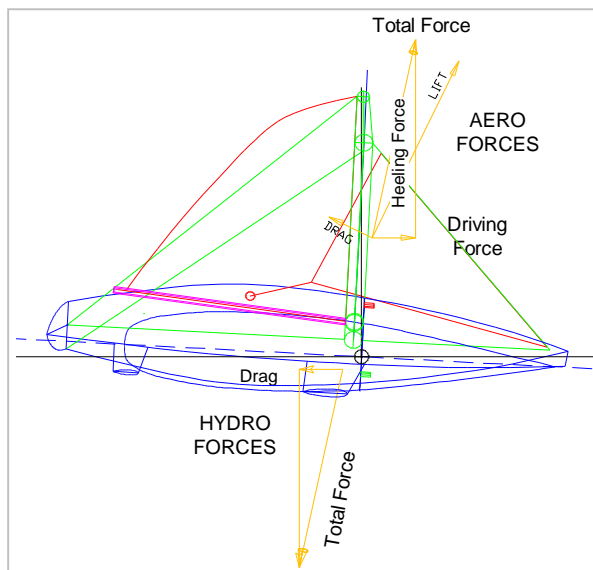 Total Force
LIFT
Heeling Force
AERO
FORCES
DRAG
Driving
Force
Drag
HYDRO
FORCES
Total Force